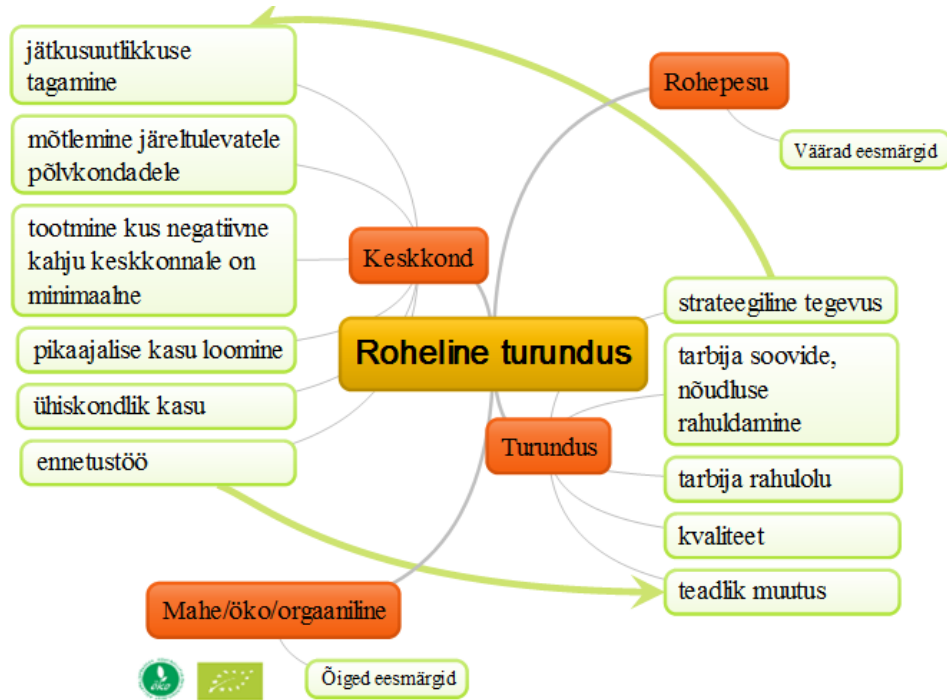 jätkusuutlikkuse
tagamine
mõtlemine järeltulevatele
põlvkondadele
tootmine kus negatiivne
kahju keskkonnale on
minimaalne
pikaajalise kasu loomine
ühiskondlik kasu
ennetustöö
Keskkond
Roheline turundus
Rohepesu
Väärad eesmärgid
strateegiline tegevus
tarbija soovide,
nõudluse
rahuldamine
Turundus
tarbija rahulolu
kvaliteet
teadlik muutus
Mahe/öko/orgaaniline
Õiged eesmärgid
öko